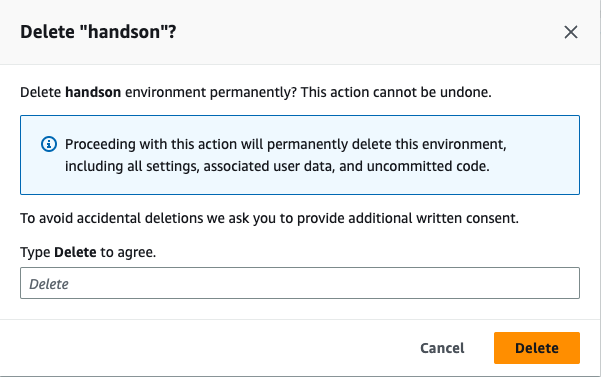 Delete "handson"?
Delete handson environment permanently? This action cannot be undone.
Proceeding with this action will permanently delete this environment,
including all settings, associated user data, and uncommitted code.
To avoid accidental deletions we ask you to provide additional written consent.
Type Delete to agree.
Delete
Cancel
Delete